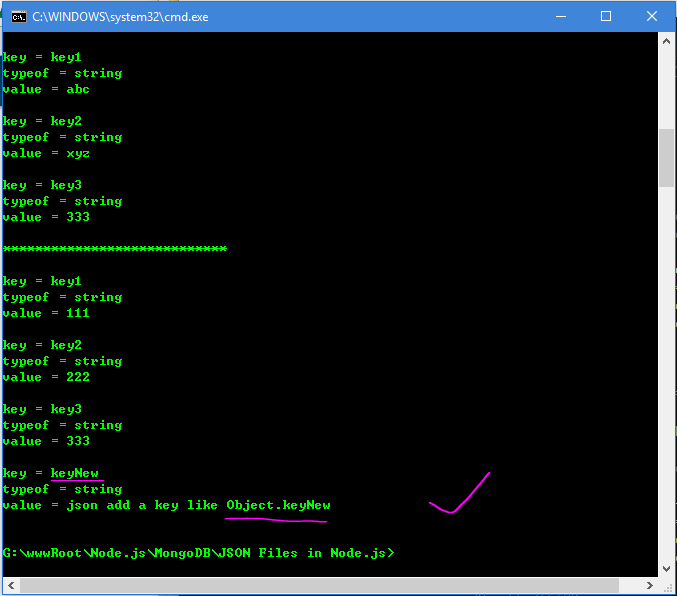 C:\WINDOWS\system32\cmd.exe
key = key1
typeof = string
value = abc
key = key2
typeof = string
value = xyz
key = key3
typeof = string
value = 333
****************************
key = key1
typeof = string
value = 111
key = key2
typeof = string
value = 222
key = key3
typeof = string
value = 333
key = keyNew
typeof = string
value = json add a key like Object.keyNew
G:\wwwRoot\Node.js\MongoDB\JSON Files in Node.js>